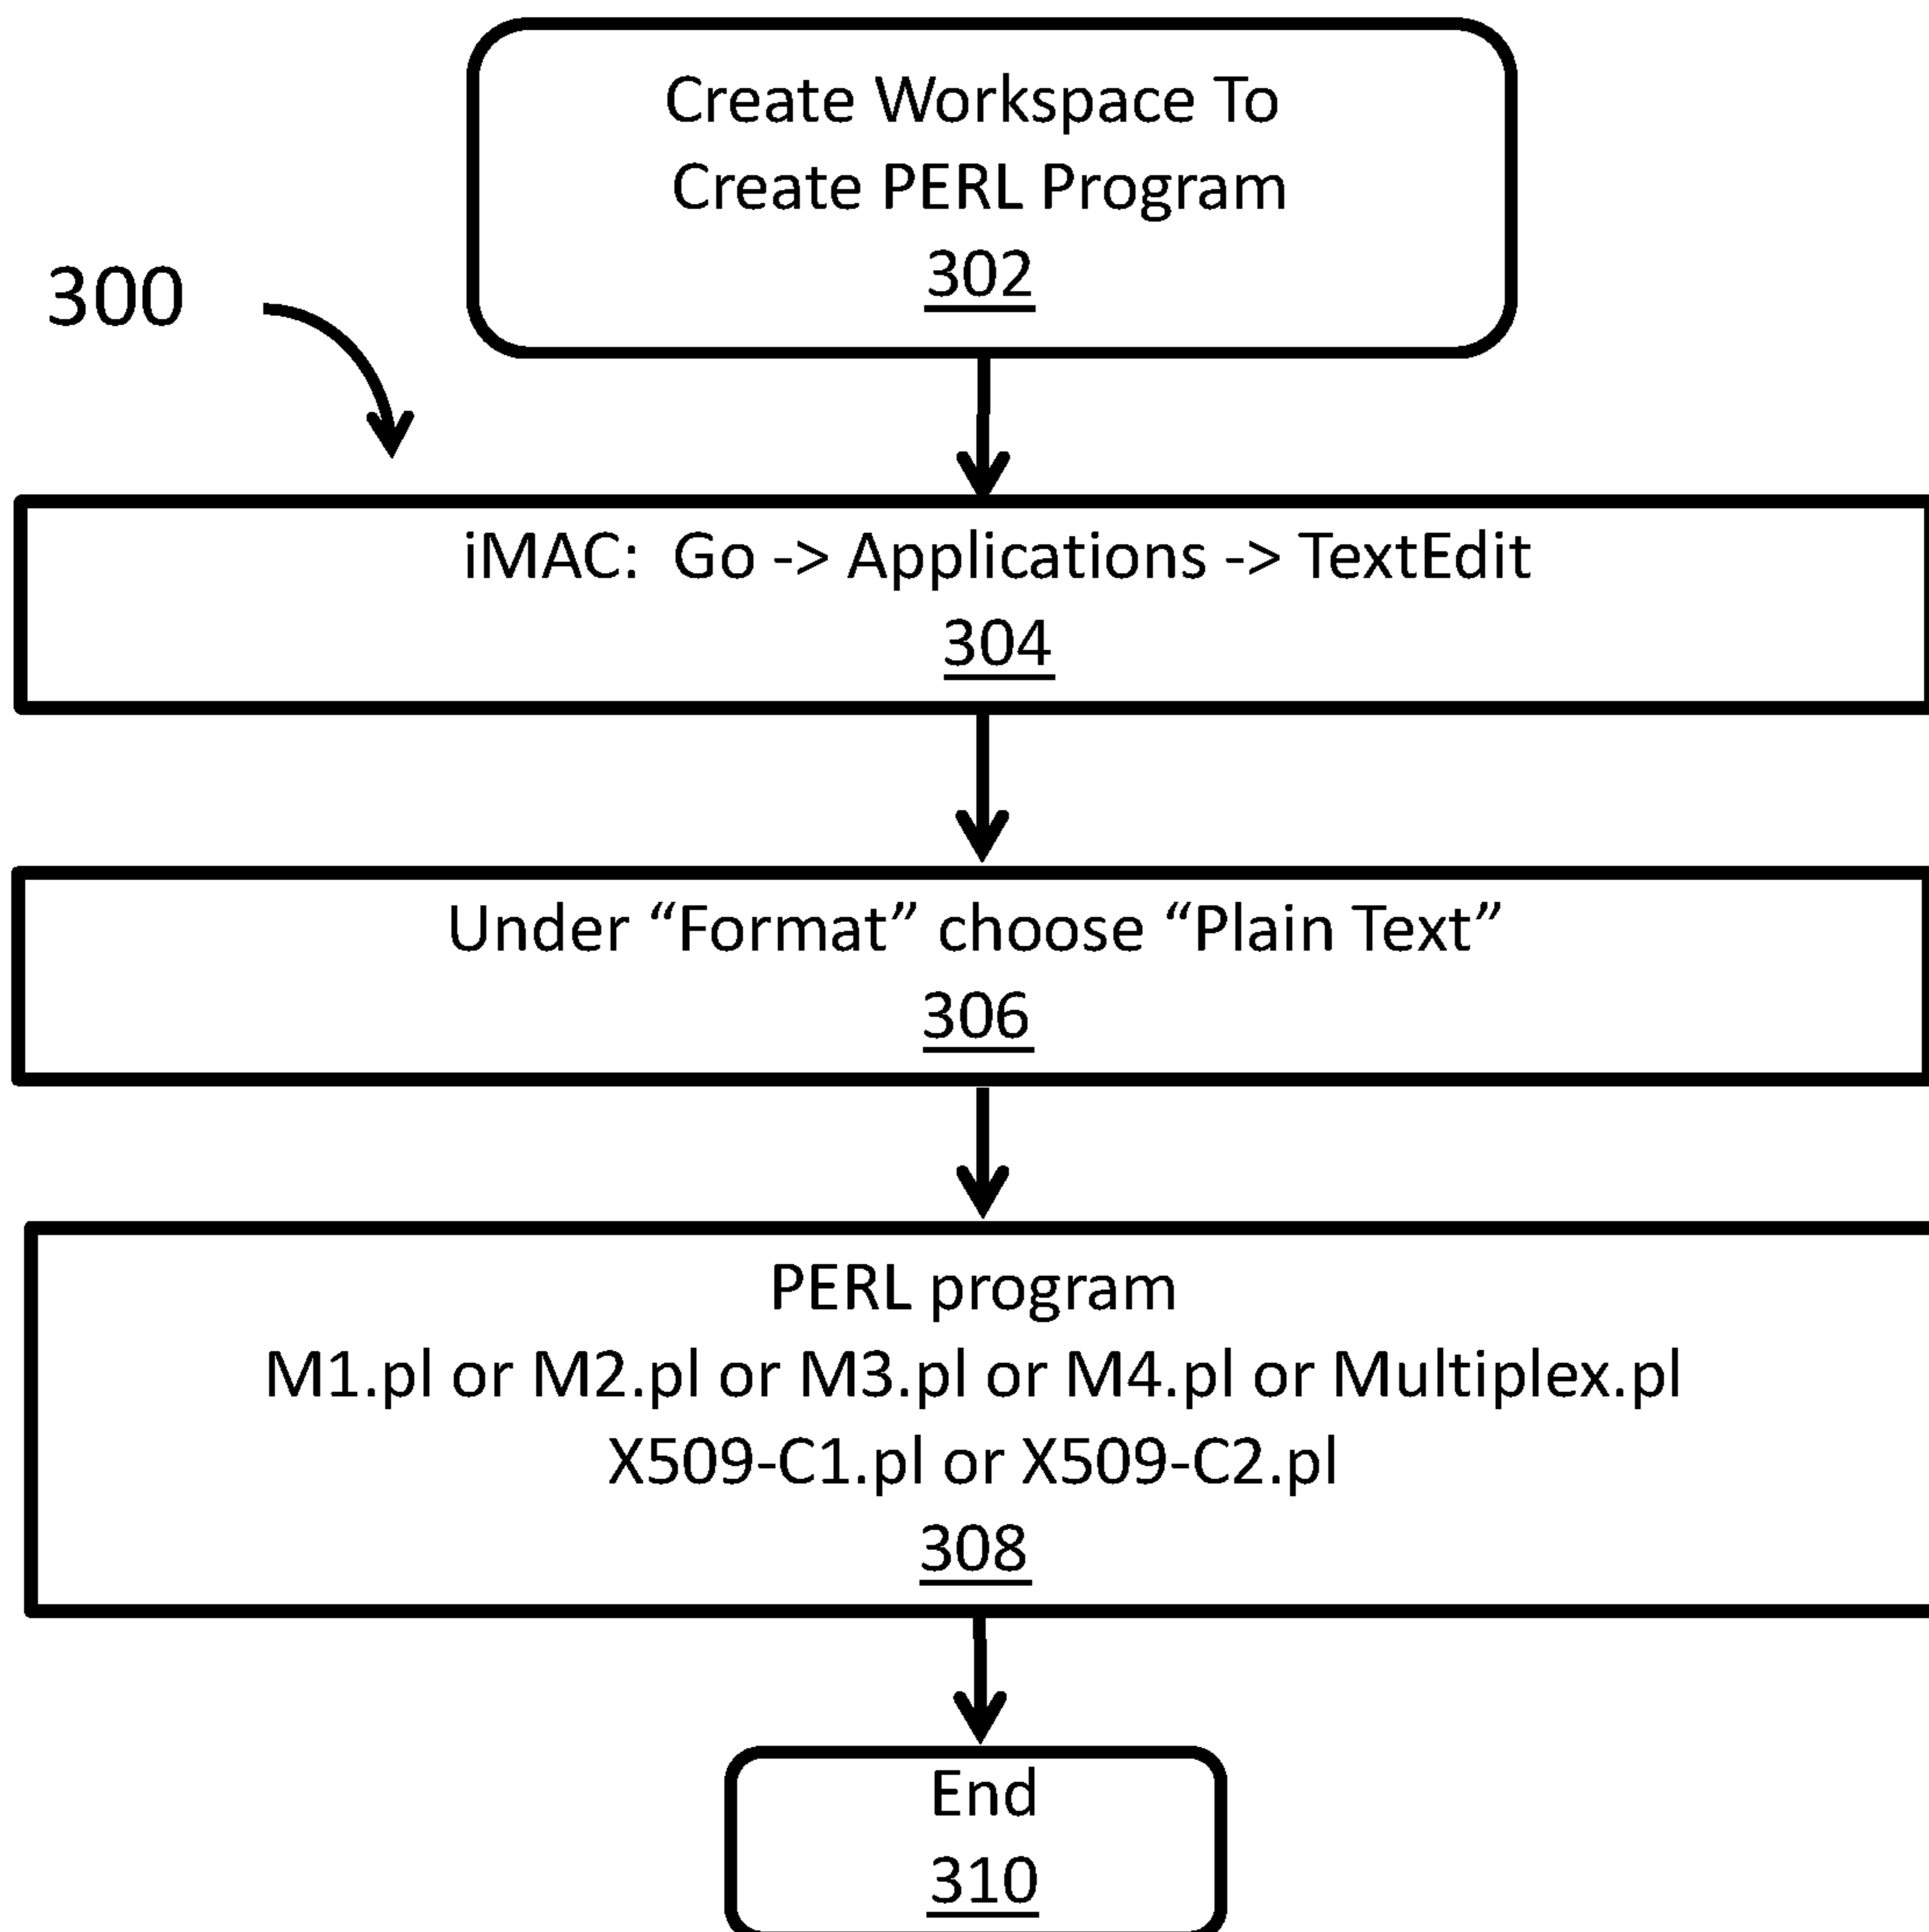 Create Workspace To
Create PERL Program
302
300
iMAC:  Go -> Applications -> TextEdit
304
Under “Format” choose “Plain Text”
306
PERL program
M1.pl or M2.pl or M3.pl or M4.pl or Multiplex.pl
X509-C1.pl or X509-C2.pl
308
End
310